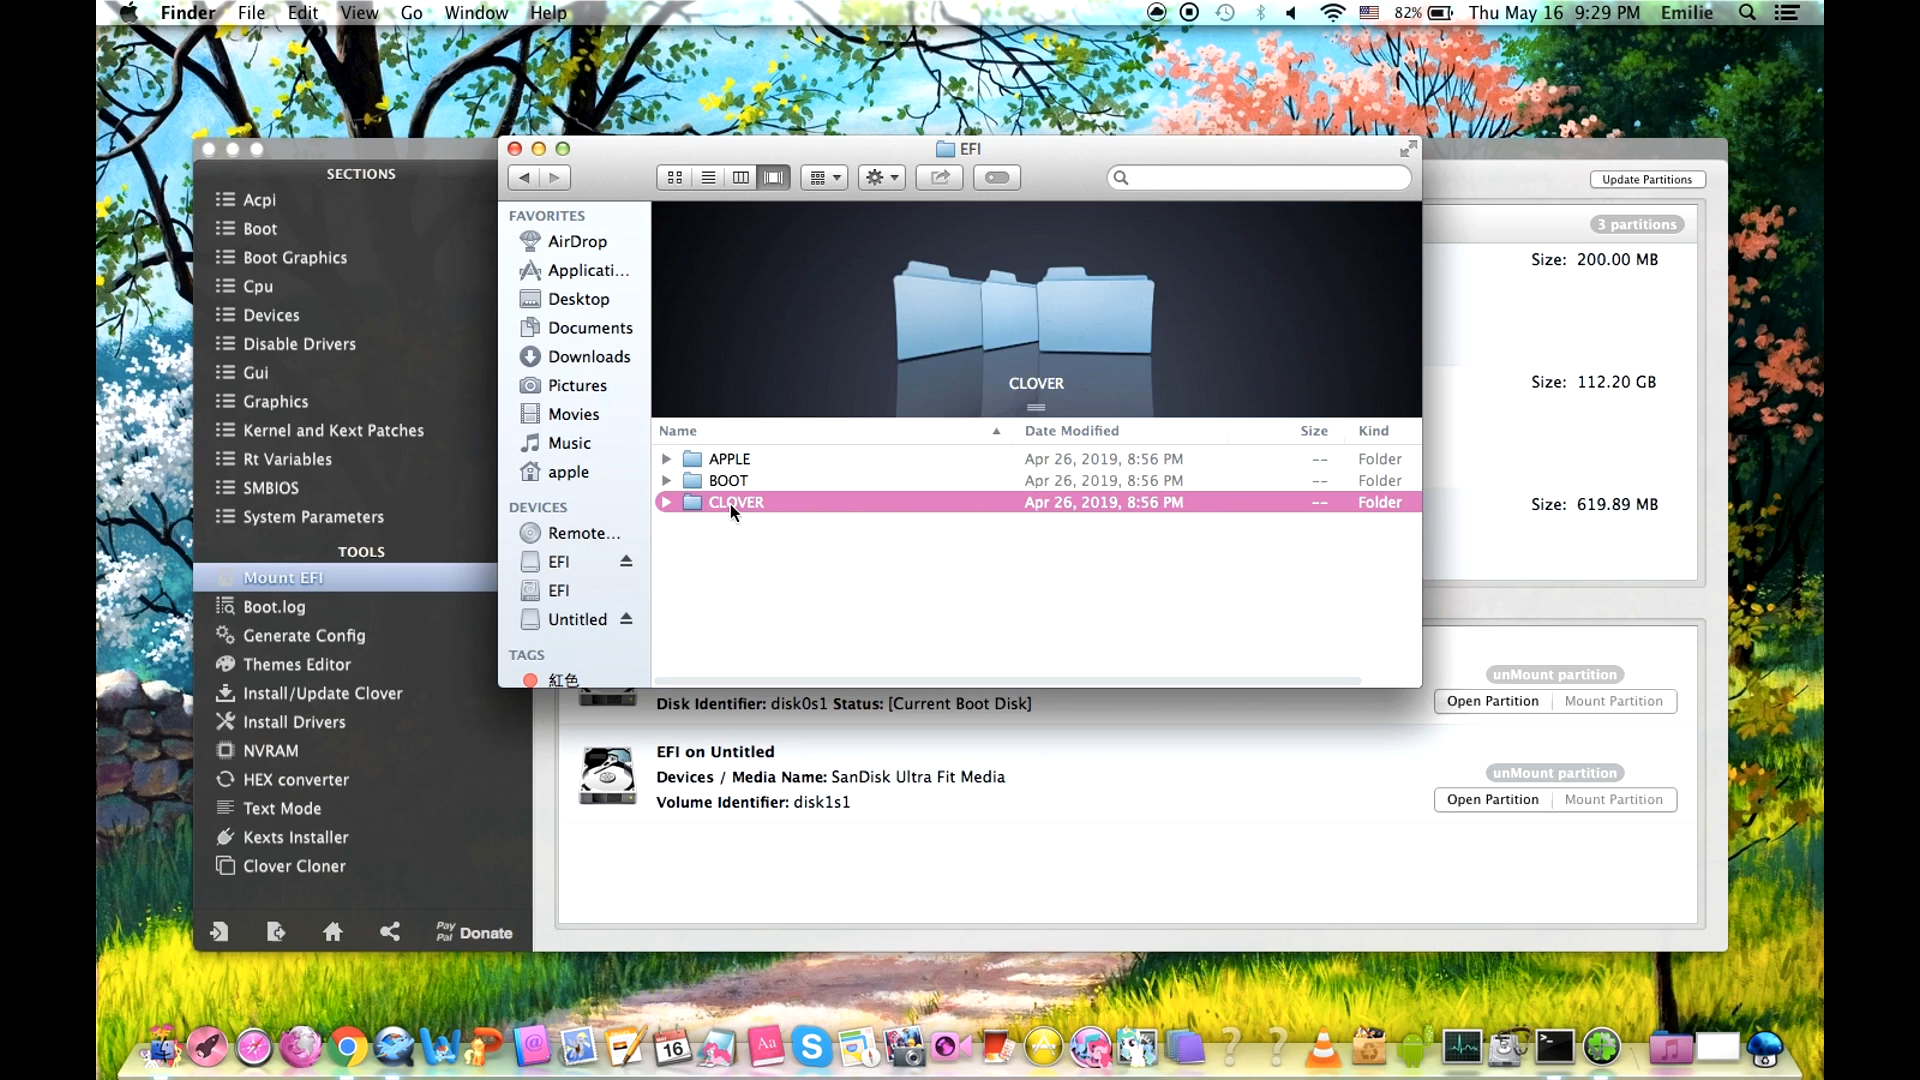 Finder File Edit View Go Window Help 82% Thu May 16 9:29 PM Emilie
EFI
SECTIONS
Acpi
Boot
Boot Graphics
Cpu
Devices
Disable Drivers
Gui
Graphics
Kernel and Kext Patches
Rt Variables
SMBIOS
System Parameters
TOOLS
Mount EFI
Boot.log
Generate Config
Themes Editor
Install/Update Clover
Install Drivers
NVRAM
HEX converter
Text Mode
Kexts Installer
Clover Cloner
Pay Pal Donate
FAVORITES
AirDrop
Applicati...
Desktop
Documents
Downloads
Pictures
Movies
Music
apple
DEVICES
Remote...
EFI
EFI
Untitled
TAGS
紅色
CLOVER
Name Date Modified Size Kind
APPLE Apr 26, 2019, 8:56 PM -- Folder
BOOT Apr 26, 2019, 8:56 PM -- Folder
CLOVER Apr 26, 2019, 8:56 PM -- Folder
Update Partitions
3 partitions
Size: 200.00 MB
Size: 112.20 GB
Size: 619.89 MB
unMount partition
Disk Identifier: disk0s1 Status: [Current Boot Disk]
Open Partition Mount Partition
EFI on Untitled
Devices / Media Name: SanDisk Ultra Fit Media
Volume Identifier: disk1s1
unMount partition
Open Partition Mount Partition
16
Aa